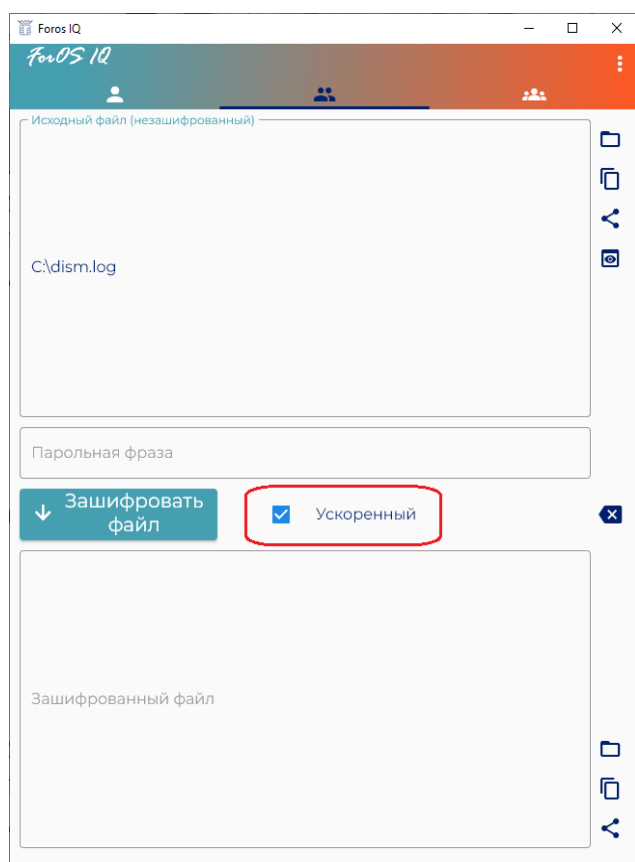 Foros IQ
ForOS IQ
Исходный файл (незашифрованный)
C:\dism.log
Парольная фраза
Зашифровать
файл
Ускоренный
Зашифрованный файл